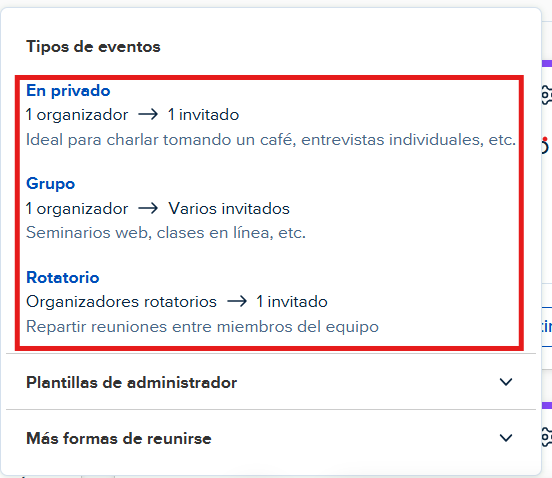 Tipos de eventos
En privado
1 organizador → 1 invitado
Ideal para charlar tomando un café, entrevistas individuales, etc.
Grupo
1 organizador → Varios invitados
Seminarios web, clases en línea, etc.
Rotatorio
Organizadores rotatorios → 1 invitado
Repartir reuniones entre miembros del equipo
Plantillas de administrador
Más formas de reunirse